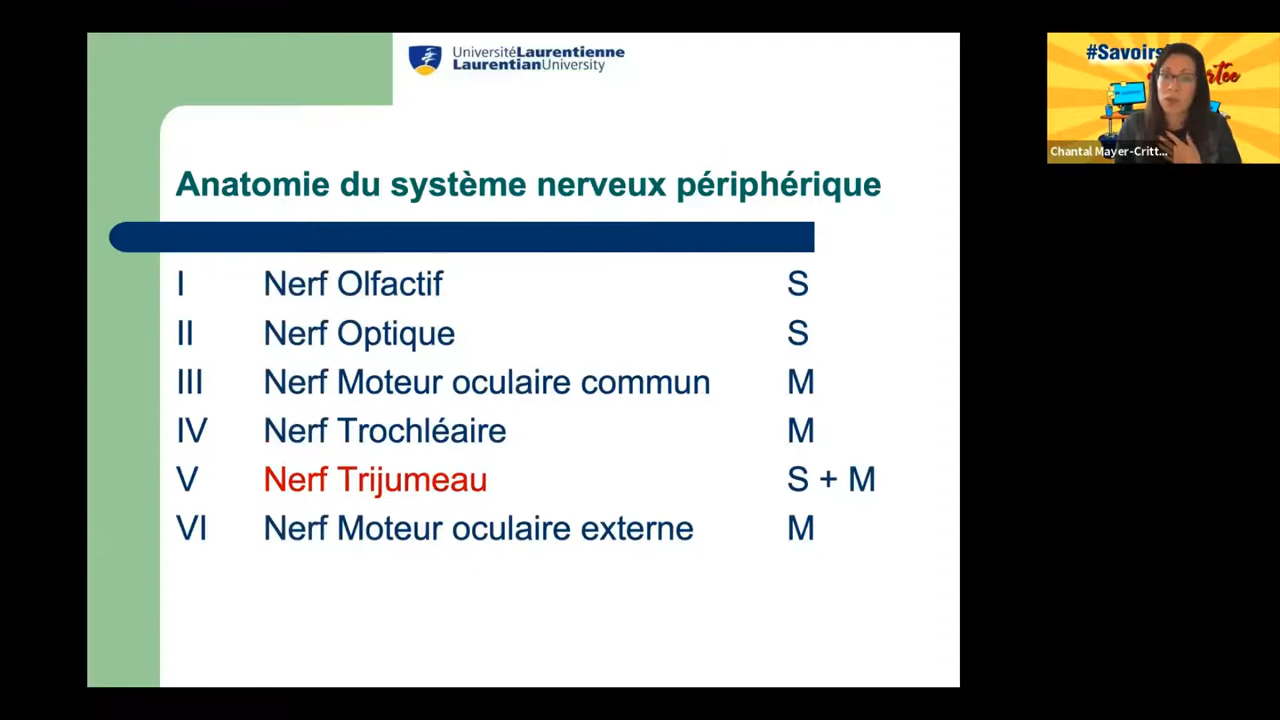 UniversitéLaurentienne
LaurentianUniversity
#Savoirs
Chantal Mayer-Critt...
Anatomie du système nerveux périphérique
I Nerf Olfactif S
II Nerf Optique S
III Nerf Moteur oculaire commun M
IV Nerf Trochléaire M
V Nerf Trijumeau S + M
VI Nerf Moteur oculaire externe M